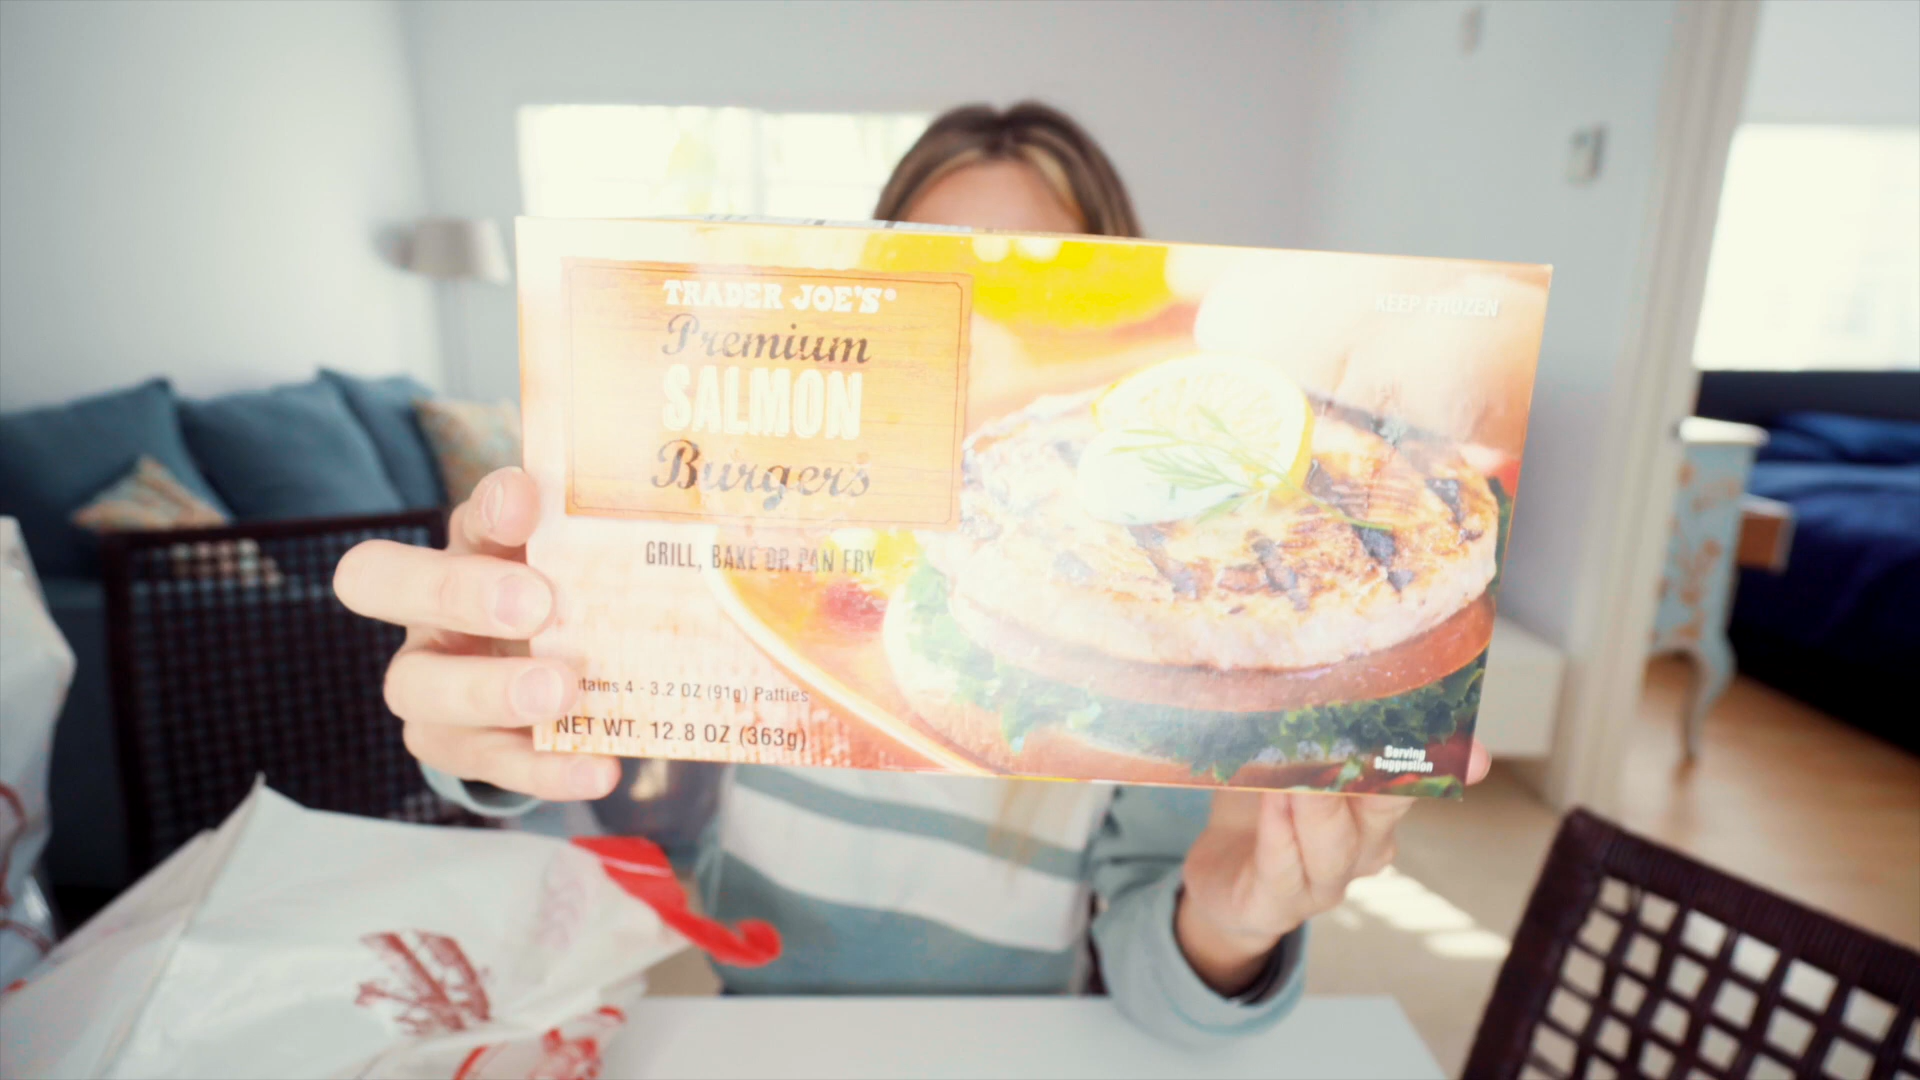 TRADER JOE'S®
Premium
SALMON
Burgers
GRILL, BAKE OR PAN FRY
KEEP FROZEN
tains 4 - 3.2 OZ (91g) Patties
NET WT. 12.8 OZ (363g)
Serving
Suggestion